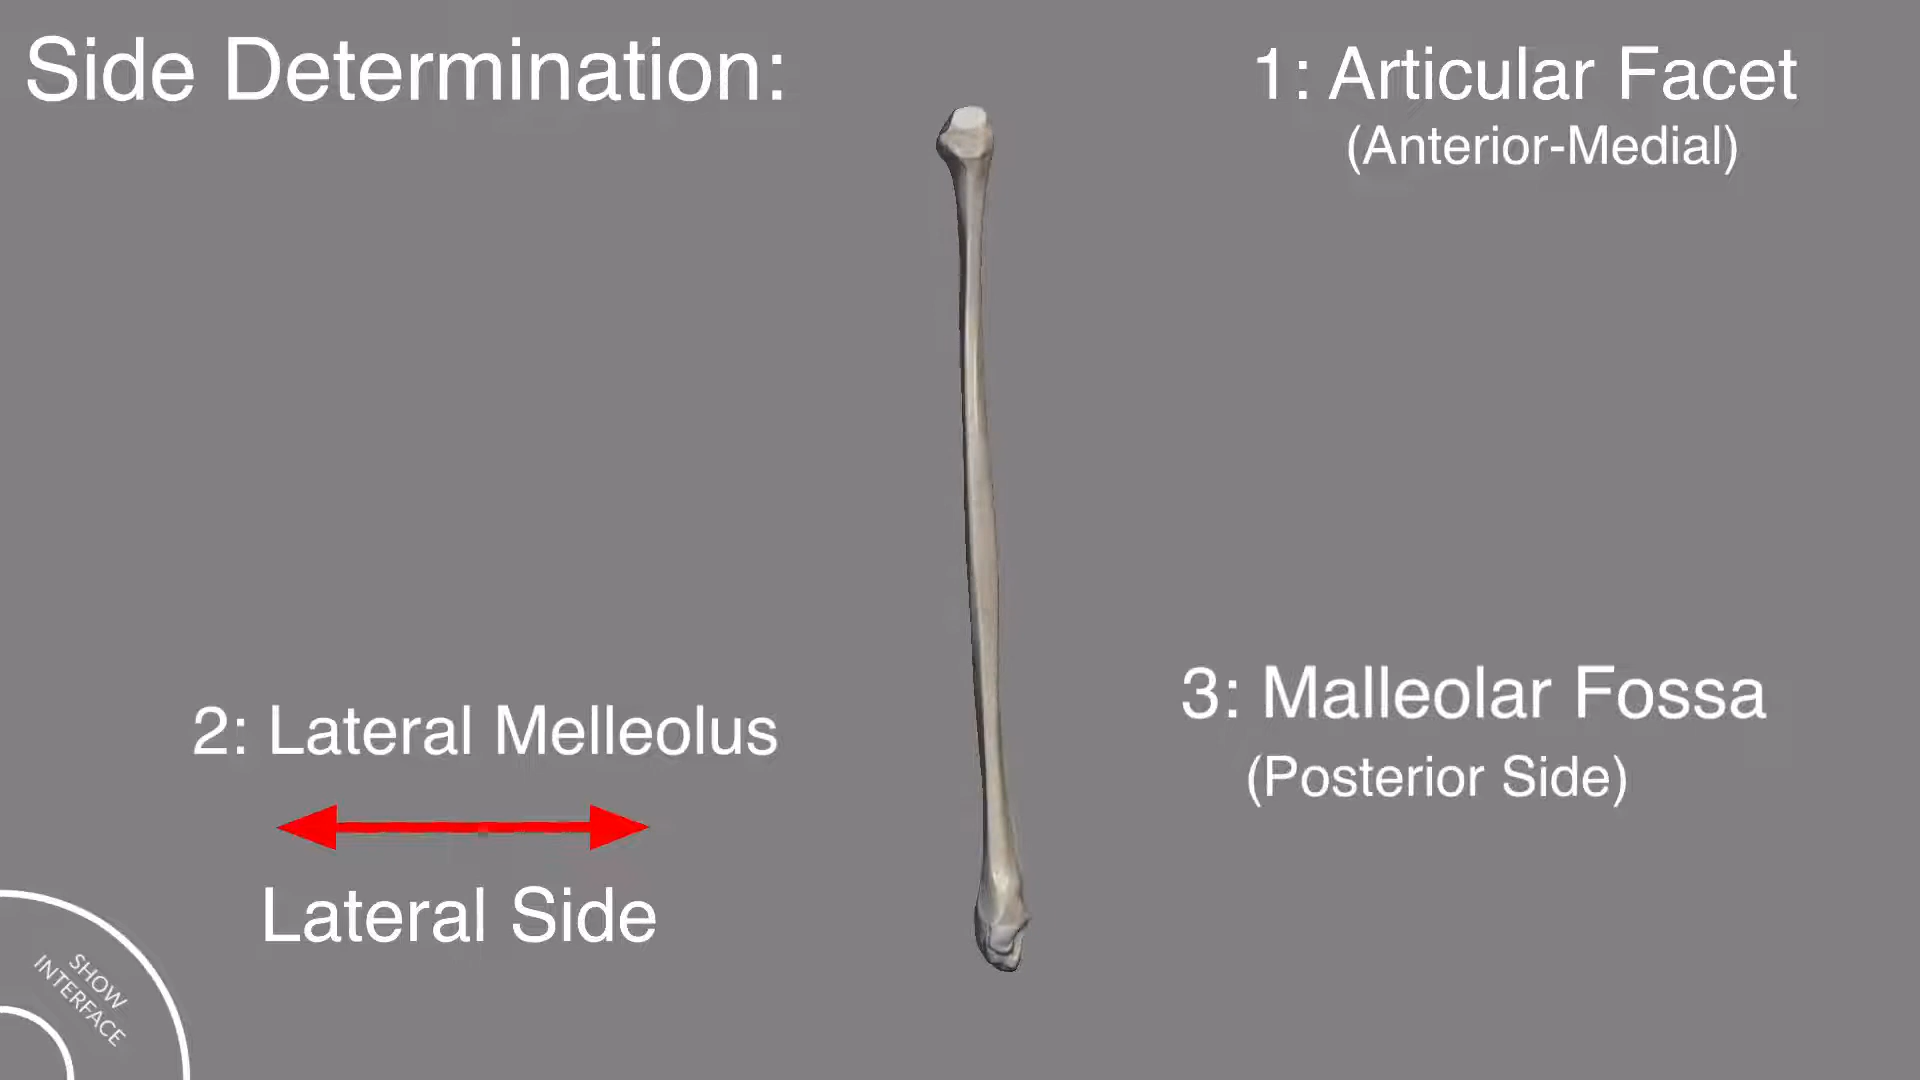 Side Determination:
1: Articular Facet
(Anterior-Medial)
2: Lateral Melleolus
Lateral Side
3: Malleolar Fossa
(Posterior Side)
SHOW
INTERFACE